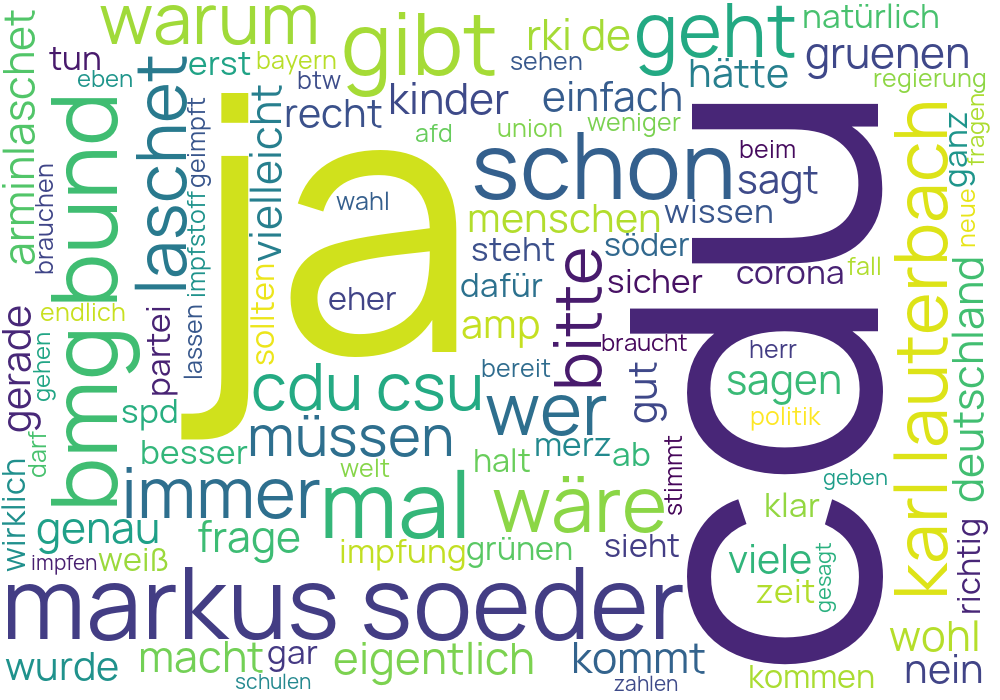 warum
gibt
rki de
geht
natürlich
gruenen
tun
eben
erst
bayern
btw
sehen
hätte
regierung
recht
kinder
einfach
afd
union
weniger
fragen
ganz
arminlaschet
brauchen
bmg bund
laschet
geimpft
impfstoff
vielleicht
ja
wahl
schon
beim
sagt
menschen
wissen
steht
söder
dafür
sicher
corona
fall
neue
karl lauterbach
deutschland
cdu
eher
sollten
lassen
endlich
gerade
gehen
partei
amp
bitte
braucht
herr
bereit
gut
sagen
politik
cdu csu
spd
wer
müssen
merz
ab
besser
welt
halt
stimmt
geben
darf
wirklich
immer
mal
wäre
klar
genau
frage
impfung
grünen
sieht
viele
gesagt
zeit
richtig
impfen
weiß
markus soeder
wohl
wurde
macht
gar
eigentlich
kommt
kommen
nein
schulen
zahlen